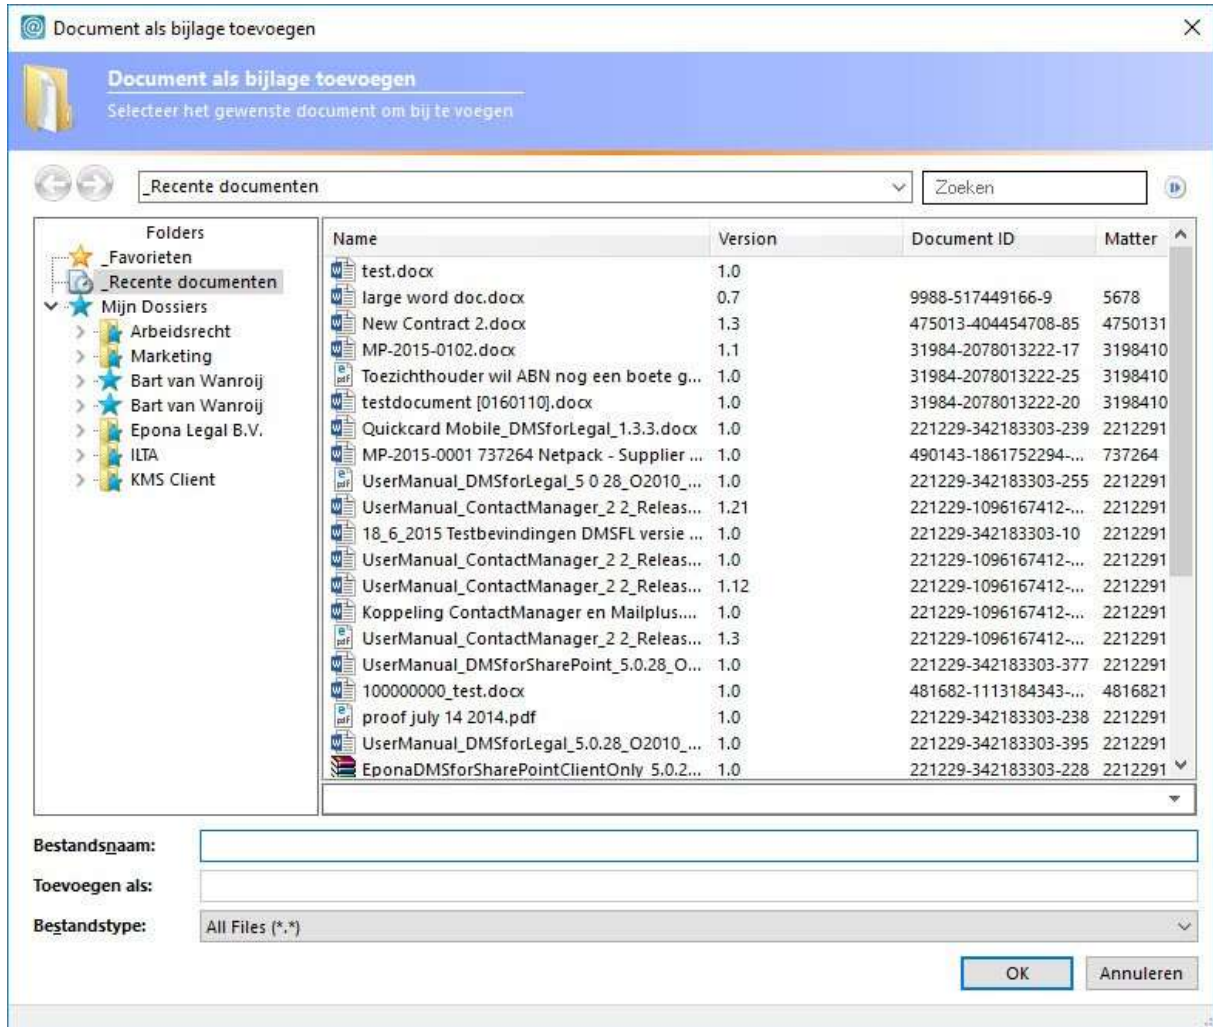 Document als bijlage toevoegen
Document als bijlage toevoegen
Selecteer het gewenste document om bij te voegen
_Recente documenten
Zoeken
Folders
_Favorieten
_Recente documenten
Mijn Dossiers
Arbeidsrecht
Marketing
Bart van Wanroij
Bart van Wanroij
Epona Legal B.V.
ILTA
KMS Client
Name Version Document ID Matter
test.docx 1.0
large word doc.docx 0.7 9988-517449166-9 5678
New Contract 2.docx 1.3 475013-404454708-85 4750131
MP-2015-0102.docx 1.1 31984-2078013222-17 3198410
Toezichthouder wil ABN nog een boete g... 1.0 31984-2078013222-25 3198410
testdocument [0160110].docx 1.0 31984-2078013222-20 3198410
Quickcard Mobile_DMSforLegal_1.3.3.docx 1.0 221229-342183303-239 2212291
MP-2015-0001 737264 Netpack - Supplier ... 1.0 490143-1861752294-... 737264
UserManual_DMSforLegal_5 0 28_O2010_... 1.0 221229-342183303-255 2212291
UserManual_ContactManager_2 2_Releas... 1.21 221229-1096167412-... 2212291
18_6_2015 Testbevindingen DMSFL versie ... 1.0 221229-342183303-10 2212291
UserManual_ContactManager_2 2_Releas... 1.0 221229-1096167412-... 2212291
UserManual_ContactManager_2 2_Releas... 1.12 221229-1096167412-... 2212291
Koppeling ContactManager en Mailplus.... 1.0 221229-1096167412-... 2212291
UserManual_ContactManager_2 2_Releas... 1.3 221229-1096167412-... 2212291
UserManual_DMSforSharePoint_5.0.28_O... 1.0 221229-342183303-377 2212291
100000000_test.docx 1.0 481682-1113184343-... 4816821
proof july 14 2014.pdf 1.0 221229-342183303-238 2212291
UserManual_DMSforLegal_5.0.28_O2010_... 1.0 221229-342183303-395 2212291
EponaDMSforSharePointClientOnly_5.0.2... 1.0 221229-342183303-228 2212291
Bestandsnaam:
Toevoegen als:
Bestandstype: All Files (*.*)
OK Annuleren